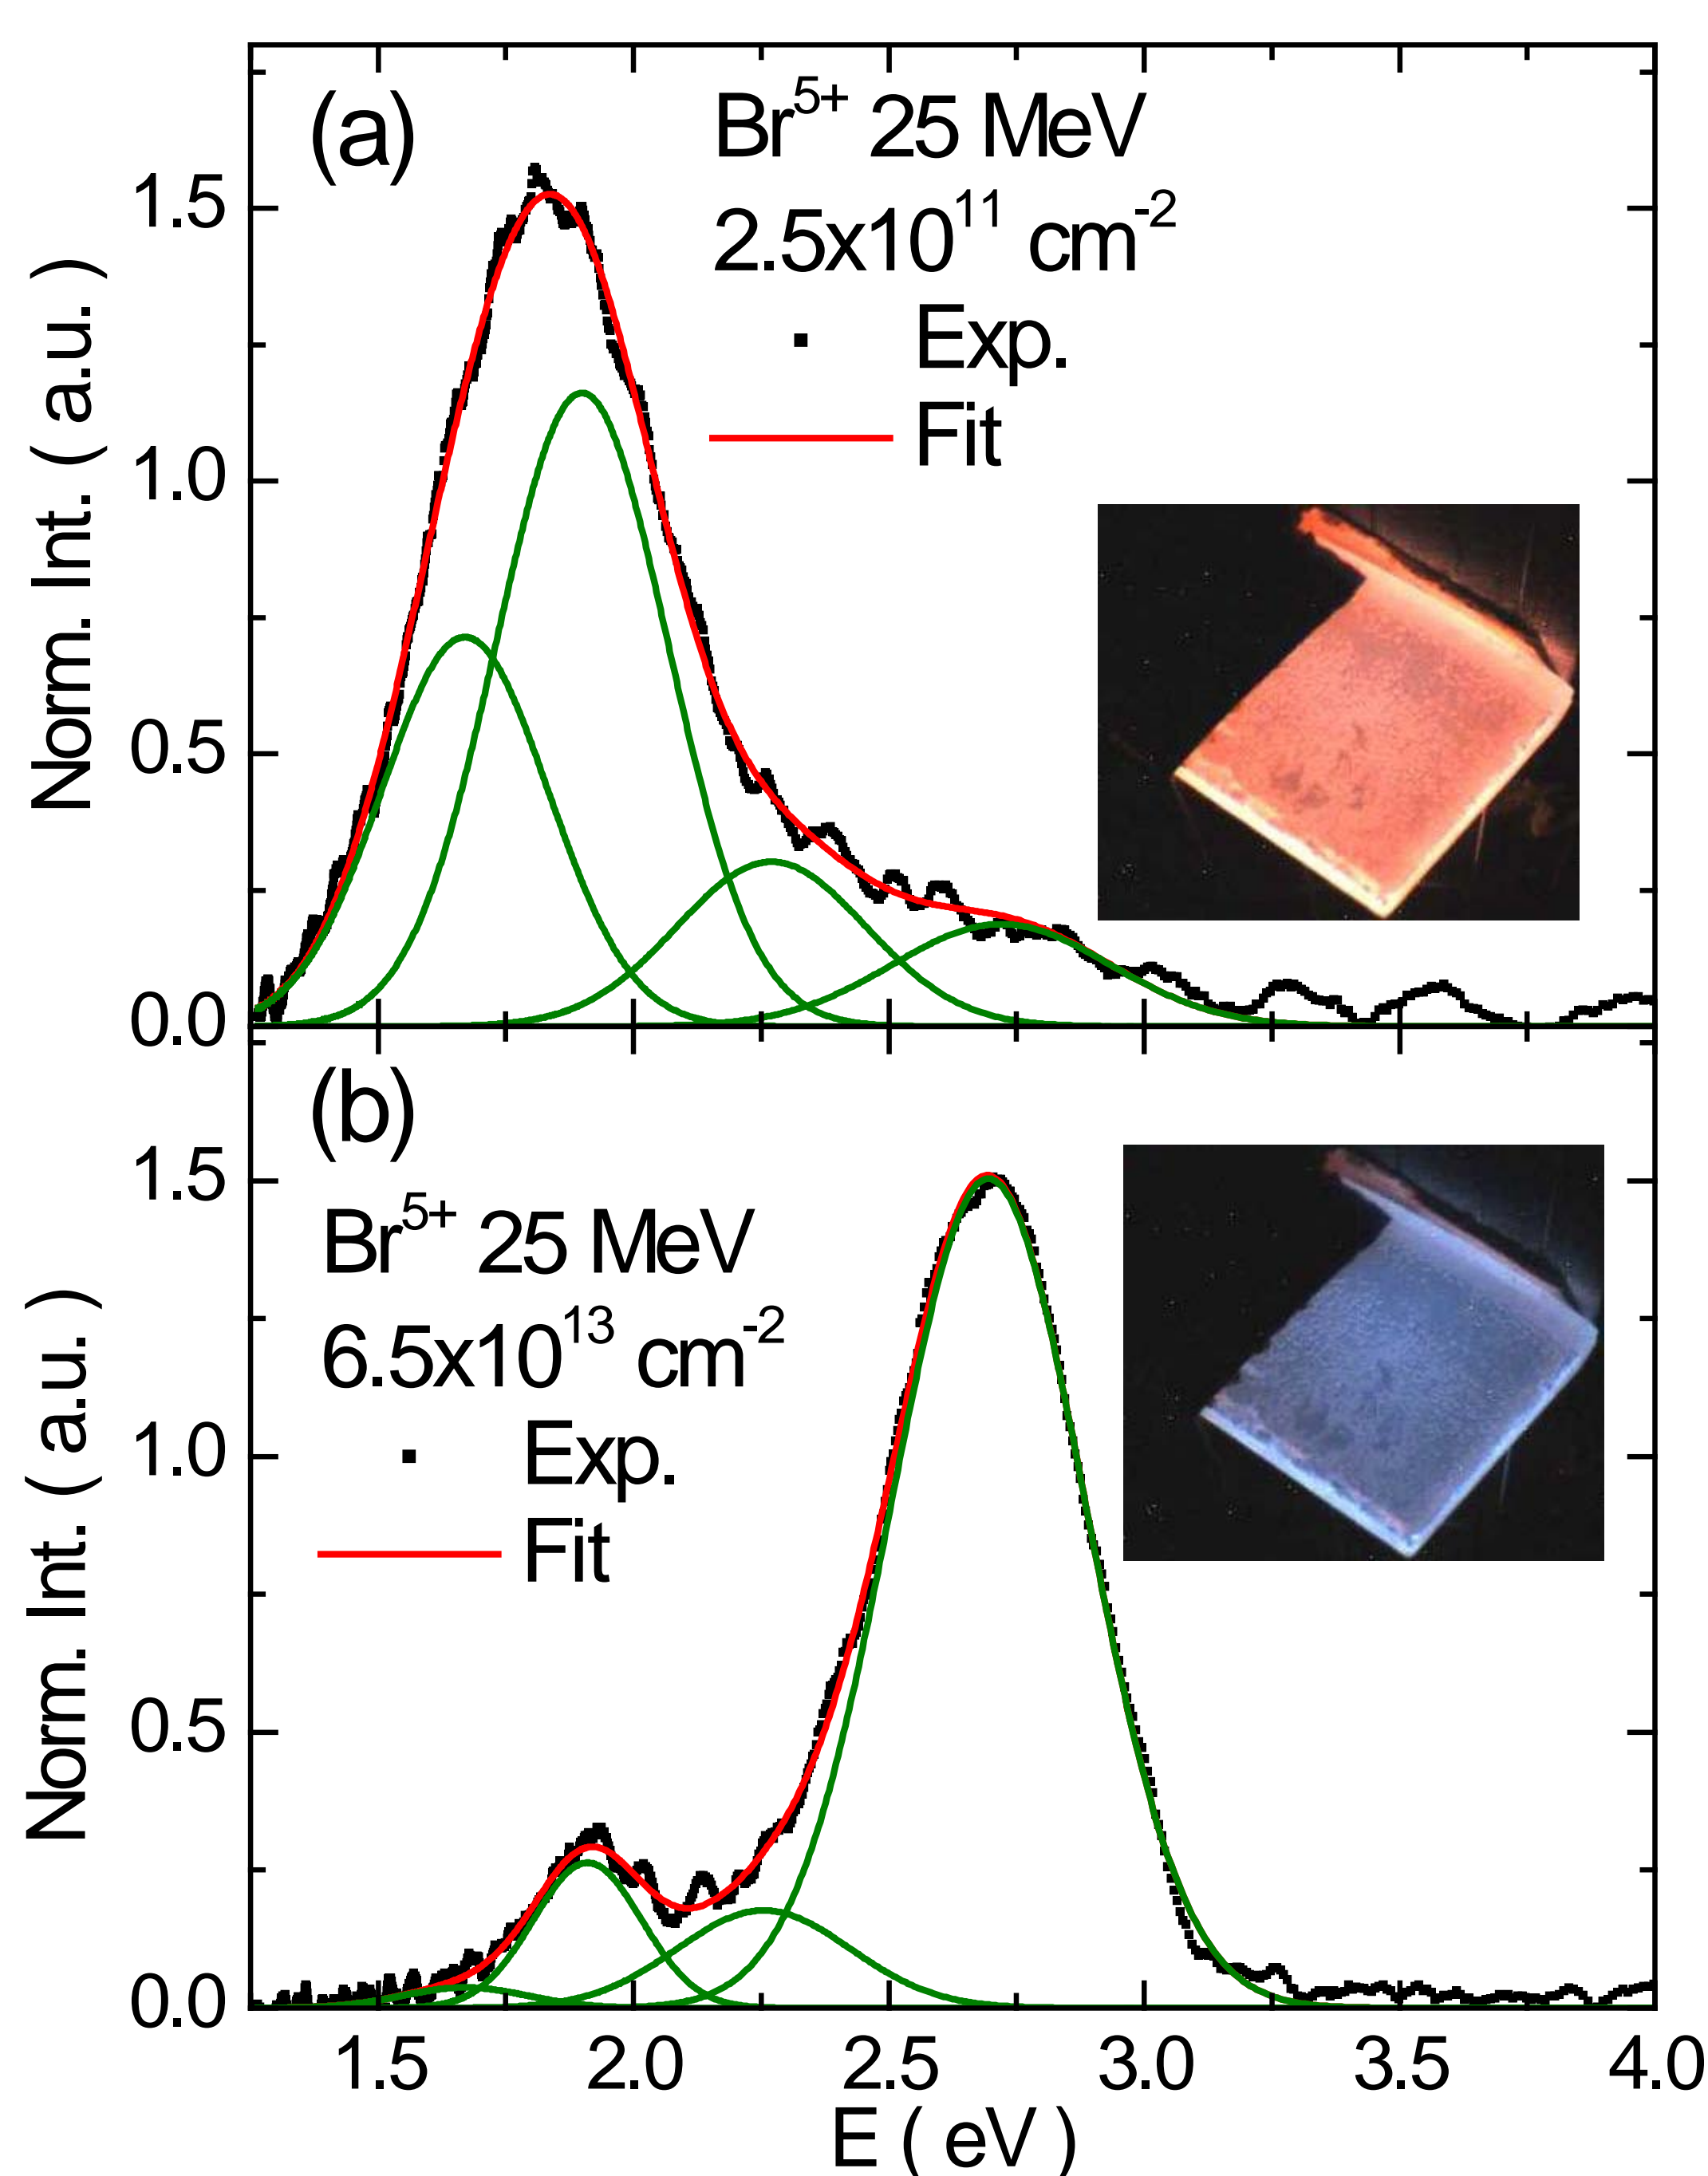 (a)
Br⁵⁺ 25 MeV
2.5x10¹¹ cm⁻²
Exp.
Fit
Norm. Int. ( a.u. )
1.5
1.0
0.5
0.0
(b)
Br⁵⁺ 25 MeV
6.5x10¹³ cm⁻²
Exp.
Fit
Norm. Int. ( a.u. )
1.5
1.0
0.5
0.0
1.5 2.0 2.5 3.0 3.5 4.0
E ( eV )